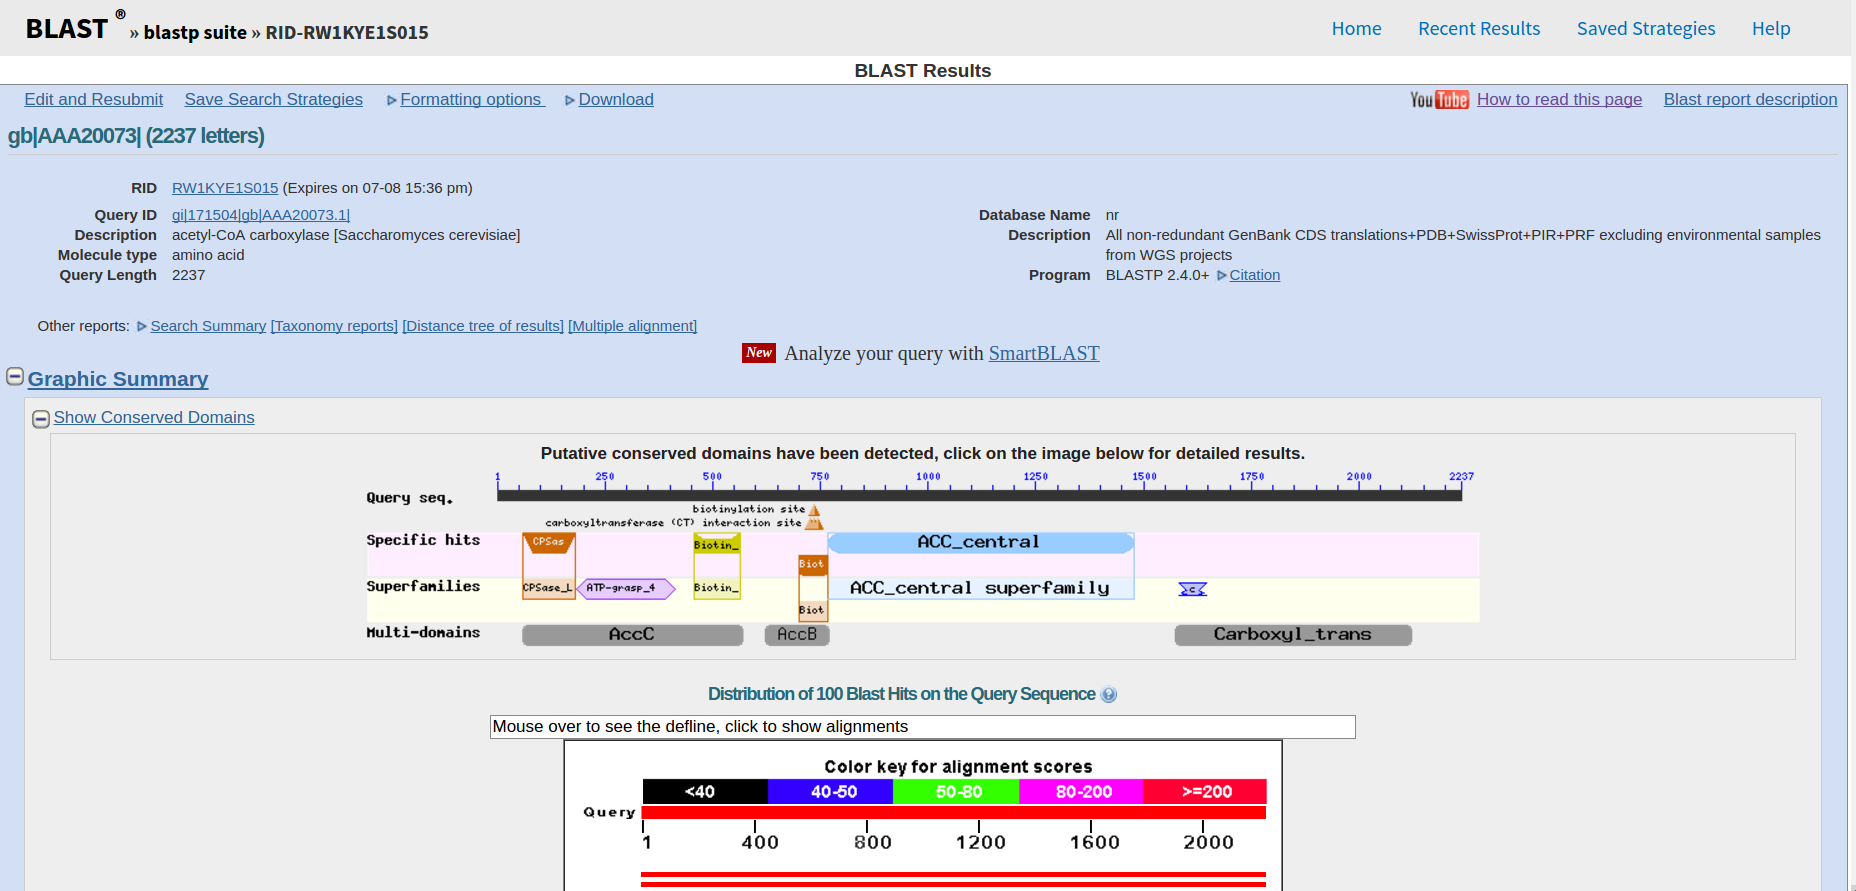 BLAST ® » blastp suite » RID-RW1KYE1S015
Home Recent Results Saved Strategies Help
BLAST Results
Edit and Resubmit Save Search Strategies Formatting options Download
YouTube How to read this page Blast report description
gb|AAA20073| (2237 letters)
RID RW1KYE1S015 (Expires on 07-08 15:36 pm)
Query ID gi|171504|gb|AAA20073.1|
Description acetyl-CoA carboxylase [Saccharomyces cerevisiae]
Molecule type amino acid
Query Length 2237
Database Name nr
Description All non-redundant GenBank CDS translations+PDB+SwissProt+PIR+PRF excluding environmental samples
from WGS projects
Program BLASTP 2.4.0+ Citation
Other reports: Search Summary [Taxonomy reports] [Distance tree of results] [Multiple alignment]
New Analyze your query with SmartBLAST
Graphic Summary
Show Conserved Domains
Putative conserved domains have been detected, click on the image below for detailed results.
1 250 500 750 1000 1250 1500 1750 2000 2237
Query seq.
biotinylation site
carboxyltransferase (CT) interaction site
Specific hits CPSas Biotin_ ACC_central
Biot
Superfamilies CPSase_L ATP-grasp_4 Biotin_ ACC_central superfamily c
Biot
Multi-domains AccC AccB Carboxyl_trans
Distribution of 100 Blast Hits on the Query Sequence ?
Mouse over to see the defline, click to show alignments
Color key for alignment scores
<40 40-50 50-80 80-200 >=200
Query
1 400 800 1200 1600 2000